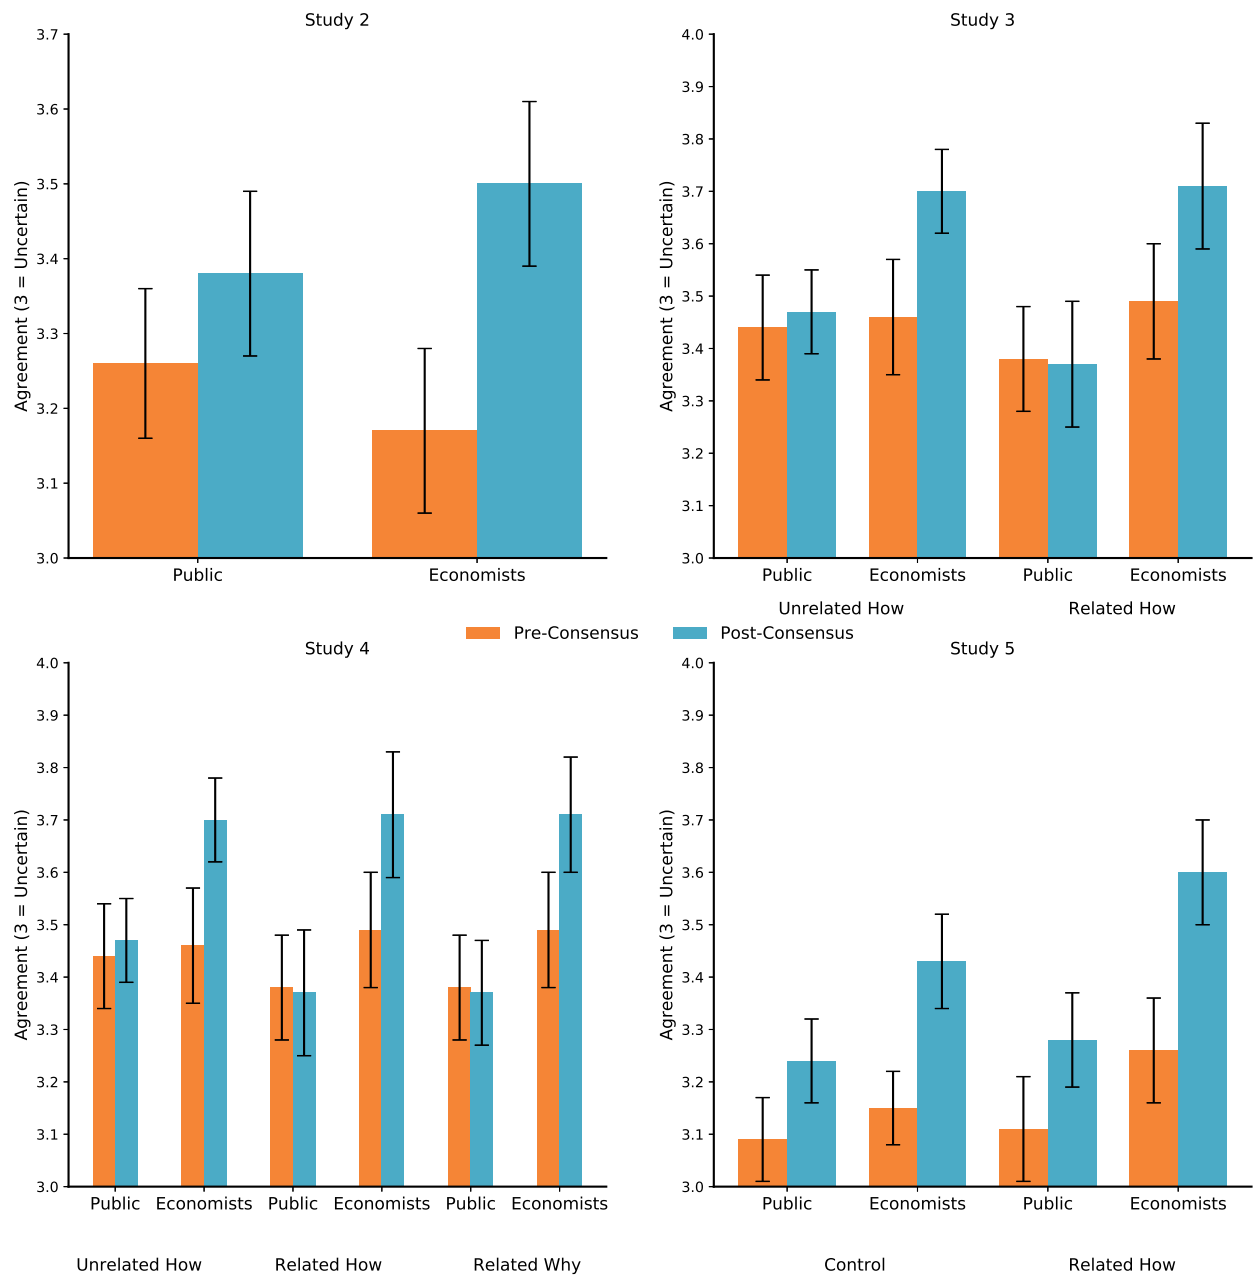 Study 2
3.7
3.6
3.5
3.4
3.3
3.2
3.1
3.0
Agreement (3 = Uncertain)
Public Economists
Study 3
4.0
3.9
3.8
3.7
3.6
3.5
3.4
3.3
3.2
3.1
3.0
Agreement (3 = Uncertain)
Public Economists Public Economists
Unrelated How Related How
Pre-Consensus Post-Consensus
Study 4
4.0
3.9
3.8
3.7
3.6
3.5
3.4
3.3
3.2
3.1
3.0
Agreement (3 = Uncertain)
Public Economists Public Economists Public Economists
Unrelated How Related How Related Why
Study 5
4.0
3.9
3.8
3.7
3.6
3.5
3.4
3.3
3.2
3.1
3.0
Agreement (3 = Uncertain)
Public Economists Public Economists
Control Related How